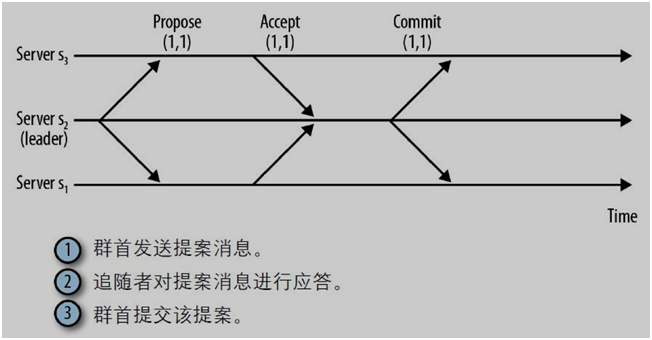 Propose Accept Commit
(1,1) (1,1) (1,1)
Server s3
Server s2
(leader)
Server s1
Time
1 群首发送提案消息。
2 追随者对提案消息进行应答。
3 群首提交该提案。